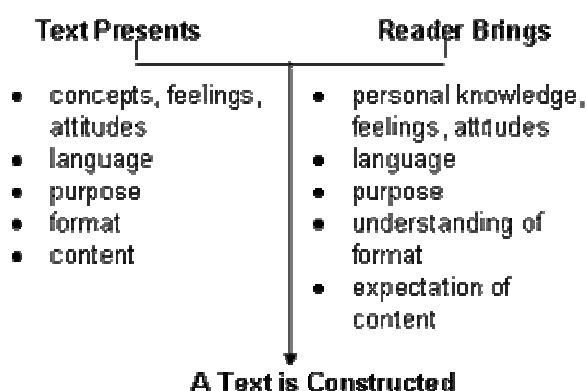 Text Presents
• concepts, feelings,
attitudes
• language
• purpose
• format
• content
Reader Brings
• personal knowledge,
feelings, attitudes
• language
• purpose
• understanding of
format
• expectation of
content
A Text is Constructed